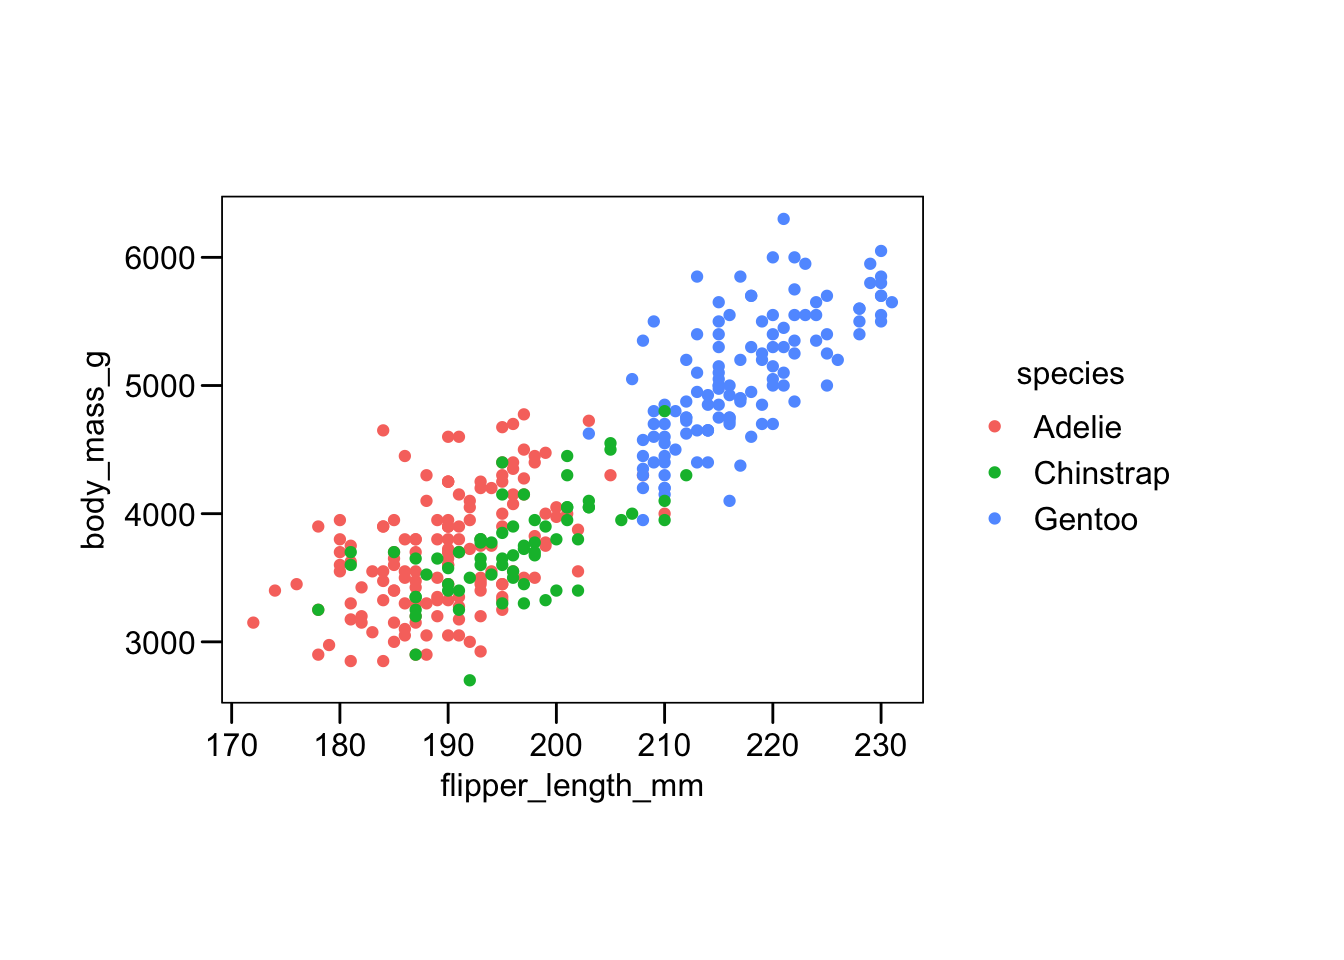 6000
5000
4000
3000
body_mass_g
170 180 190 200 210 220 230
flipper_length_mm
species
Adelie
Chinstrap
Gentoo